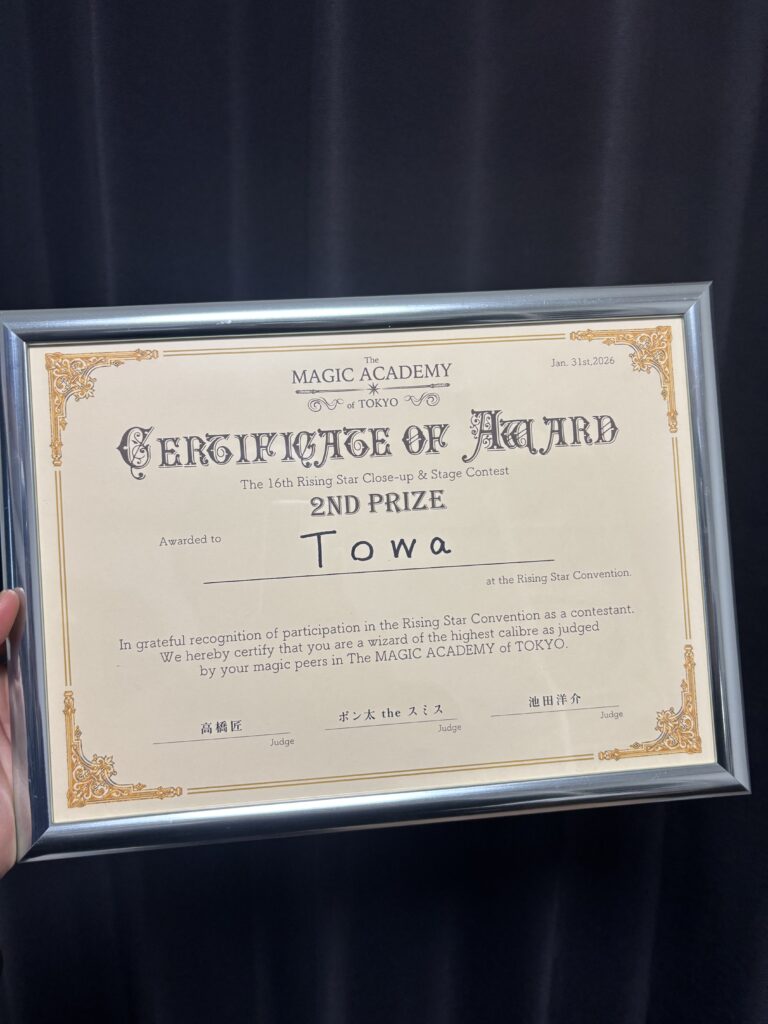 The
MAGIC ACADEMY
of TOKYO
Jan. 31st,2026
CERTIFICATE OF AWARD
The 16th Rising Star Close-up & Stage Contest
2ND PRIZE
Awarded to
Towa
at the Rising Star Convention.
In grateful recognition of participation in the Rising Star Convention as a contestant.
We hereby certify that you are a wizard of the highest calibre as judged
by your magic peers in The MAGIC ACADEMY of TOKYO.
高橋匠
Judge
ポン太 the スミス
Judge
池田洋介
Judge